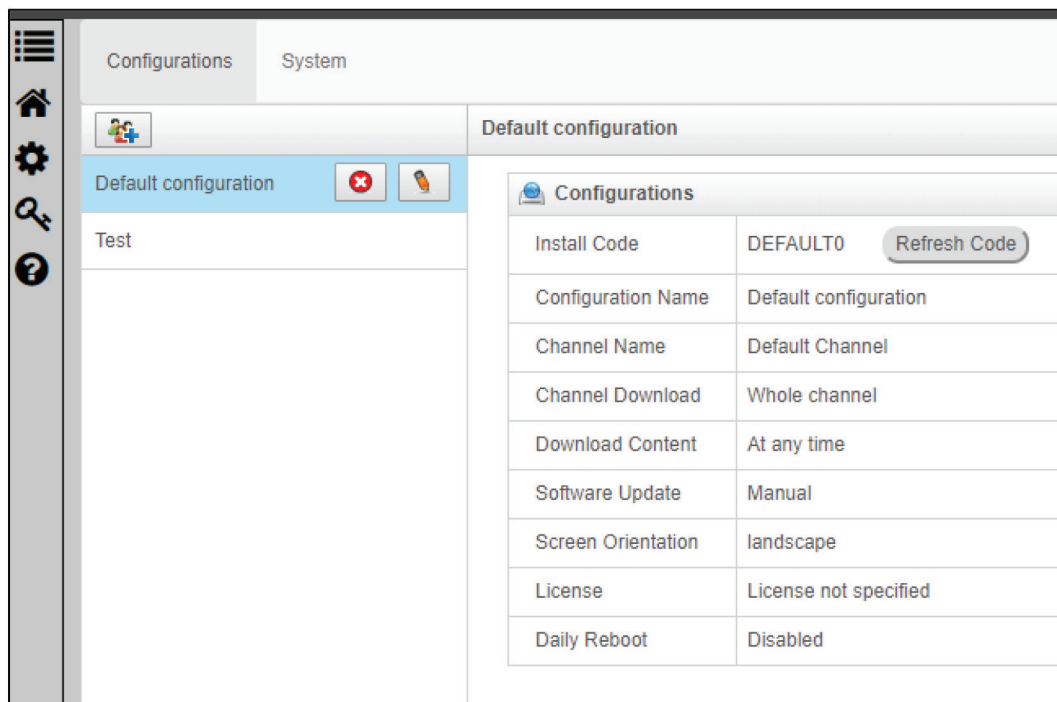 Configurations System
Default configuration
Default configuration
Test
Configurations
Install Code DEFAULT0 Refresh Code
Configuration Name Default configuration
Channel Name Default Channel
Channel Download Whole channel
Download Content At any time
Software Update Manual
Screen Orientation landscape
License License not specified
Daily Reboot Disabled